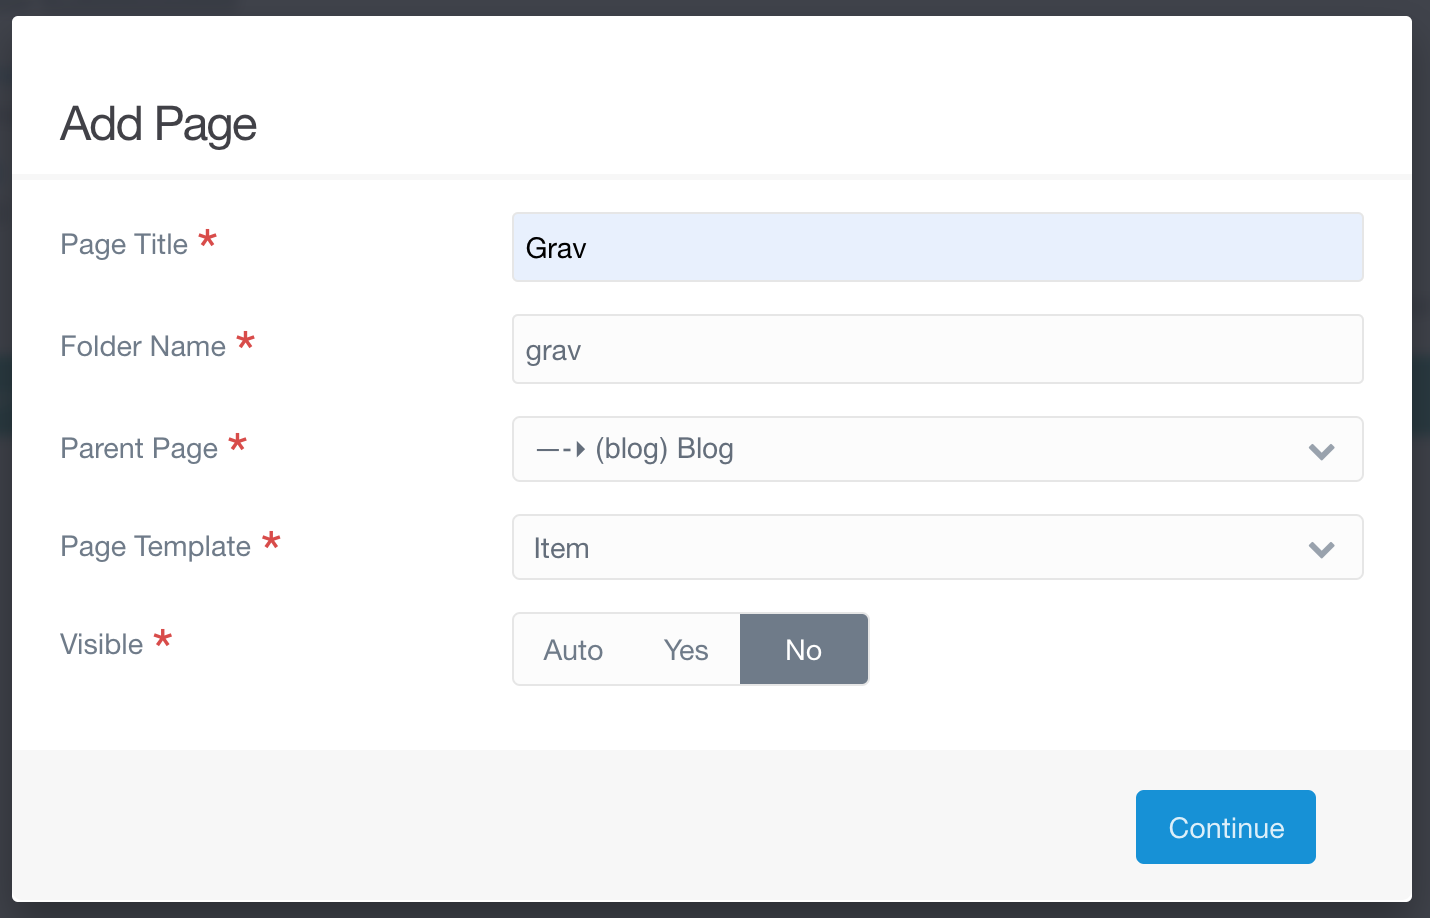 Add Page
Page Title *
Grav
Folder Name *
grav
Parent Page *
—-▸ (blog) Blog
Page Template *
Item
Visible *
Auto Yes No
Continue